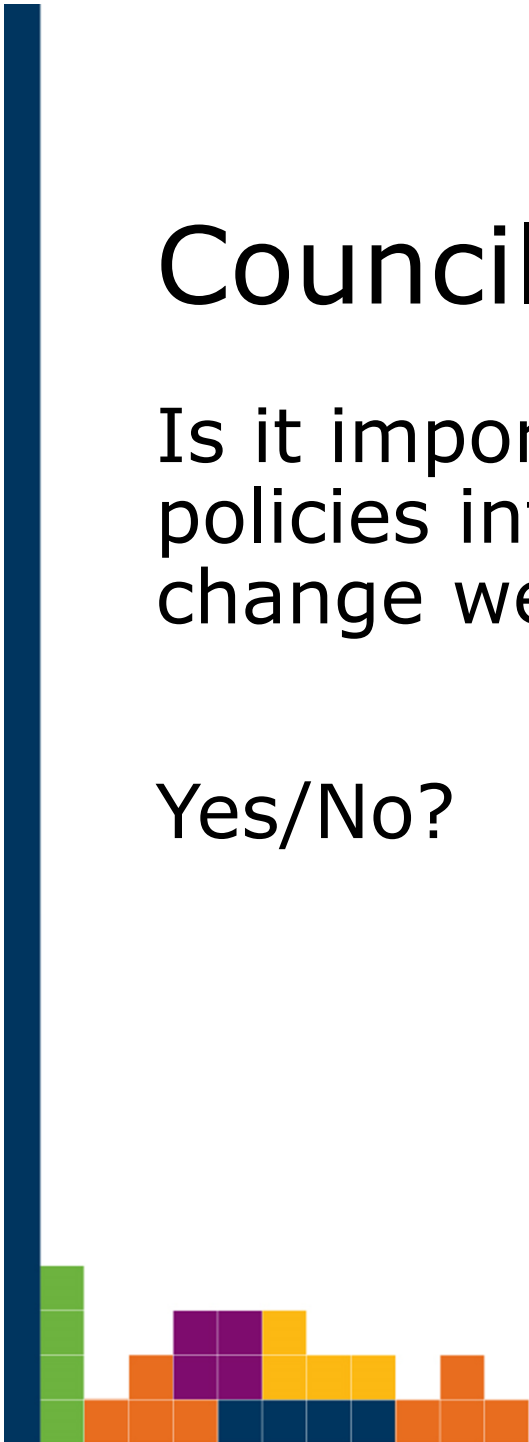 Council
Is it impor
policies int
change we
Yes/No?